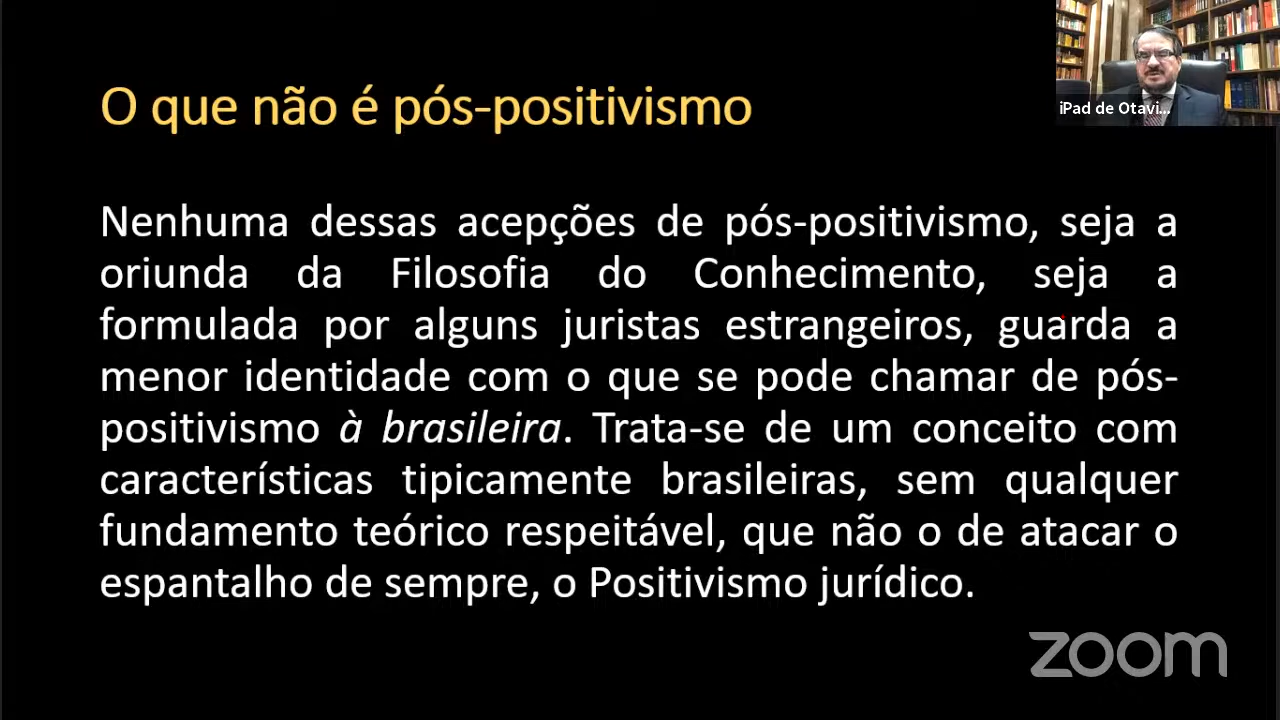 O que não é pós-positivismo
iPad de Otavi...
Nenhuma dessas acepções de pós-positivismo, seja a
oriunda da Filosofia do Conhecimento, seja a
formulada por alguns juristas estrangeiros, guarda a
menor identidade com o que se pode chamar de pós-
positivismo à brasileira. Trata-se de um conceito com
características tipicamente brasileiras, sem qualquer
fundamento teórico respeitável, que não o de atacar o
espantalho de sempre, o Positivismo jurídico.
zoom